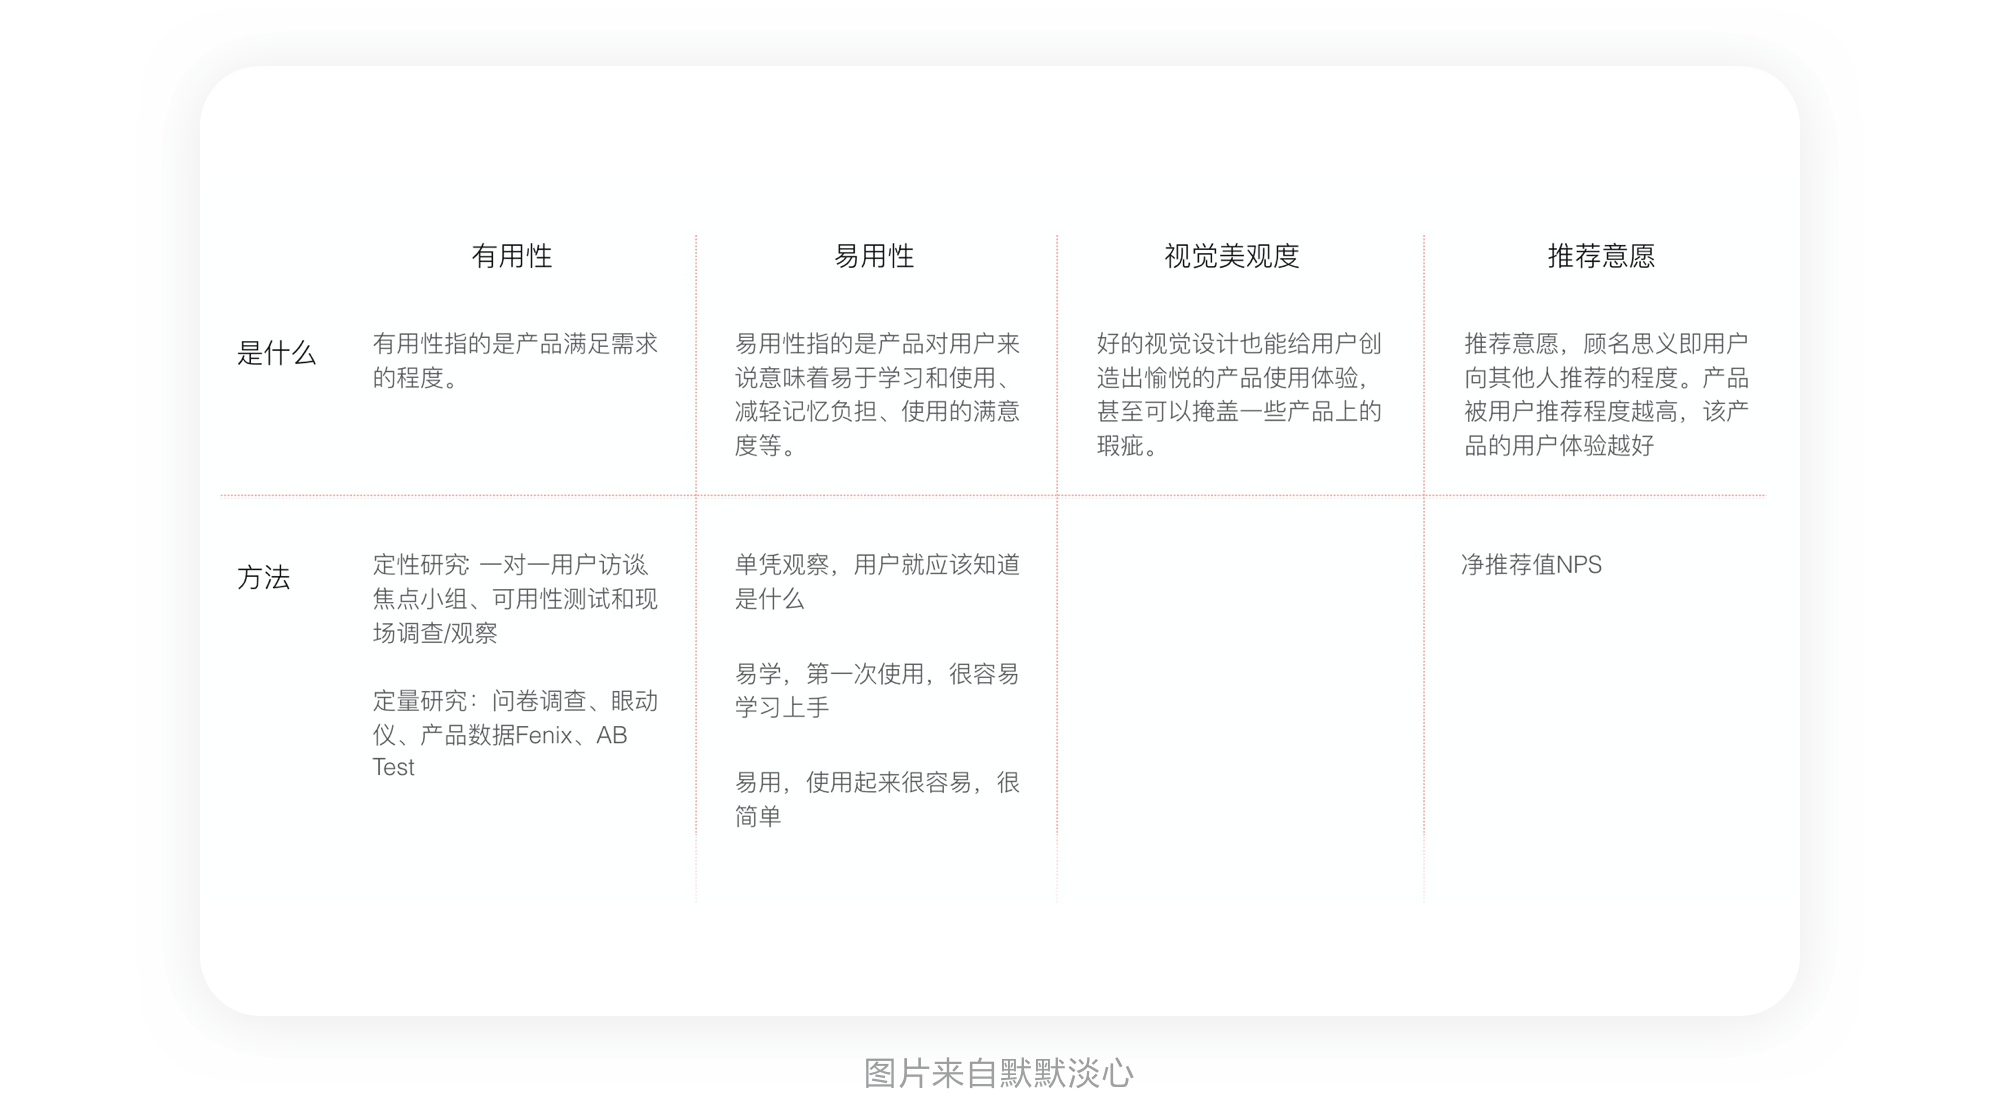 有用性
易用性
视觉美观度
推荐意愿
是什么
有用性指的是产品满足需求
的程度。
易用性指的是产品对用户来
说意味着易于学习和使用、
减轻记忆负担、使用的满意
度等。
好的视觉设计也能给用户创
造出愉悦的产品使用体验，
甚至可以掩盖一些产品上的
瑕疵。
推荐意愿，顾名思义即用户
向其他人推荐的程度。产品
被用户推荐程度越高，该产
品的用户体验越好
方法
定性研究：一对一用户访谈、
焦点小组、可用性测试和现
场调查/观察
定量研究：问卷调查、眼动
仪、产品数据Fenix、AB
Test
单凭观察，用户就应该知道
是什么
易学，第一次使用，很容易
学习上手
易用，使用起来很容易，很
简单
净推荐值NPS
图片来自默默淡心